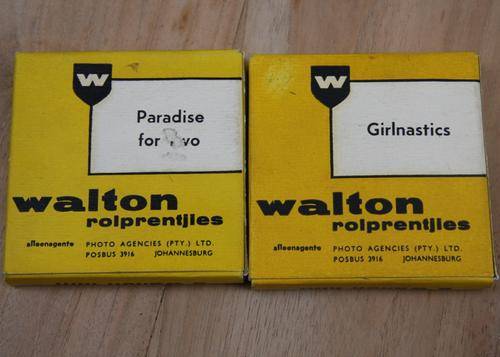 W
Paradise
for wo
walton
rolprentjies
alleenagente PHOTO AGENCIES (PTY.) LTD.
POSBUS 3916 JOHANNESBURG
W
Girlnastics
walton
rolprentjies
alleenagente PHOTO AGENCIES (PTY.) LTD.
POSBUS 3916 JOHANNESBURG